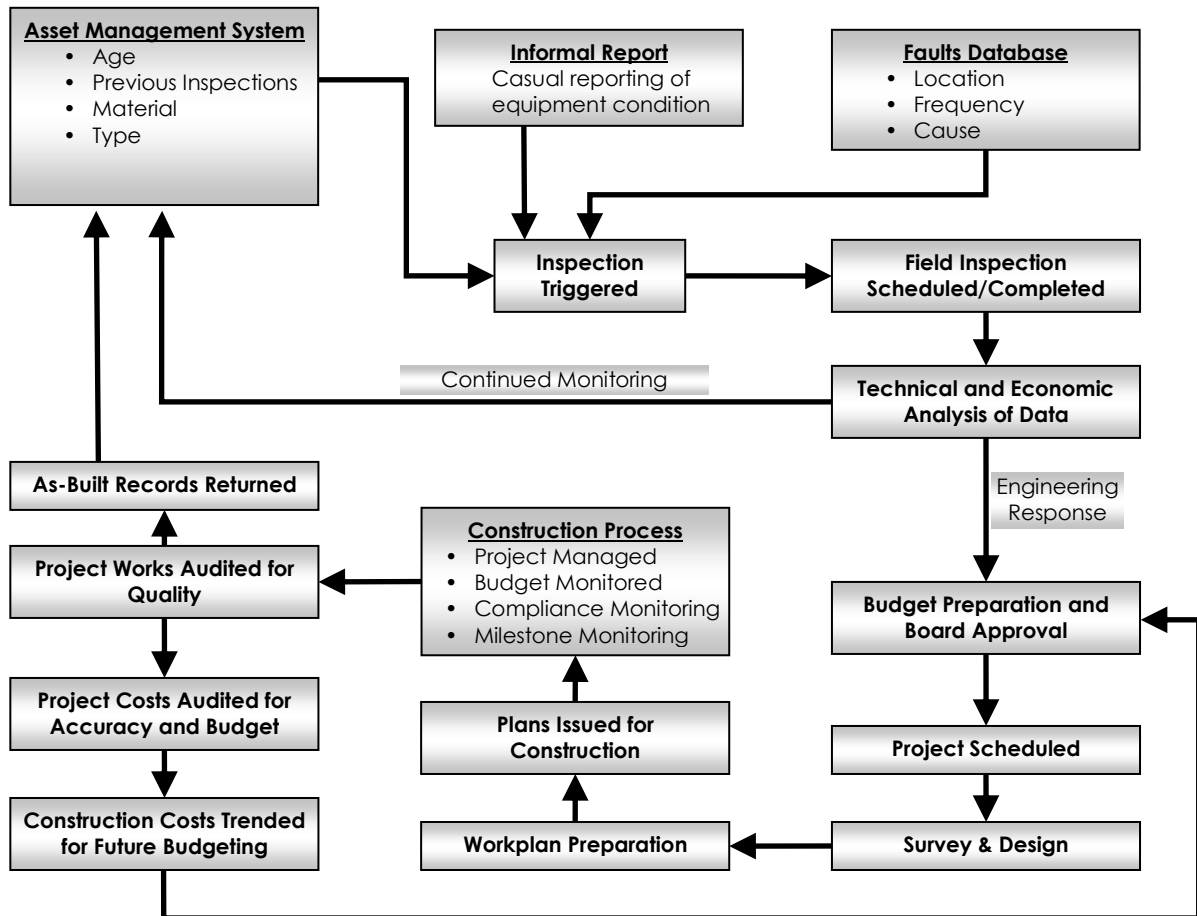 Asset Management System
• Age
• Previous Inspections
• Material
• Type
Informal Report
Casual reporting of
equipment condition
Faults Database
• Location
• Frequency
• Cause
Inspection
Triggered
Field Inspection
Scheduled/Completed
Continued Monitoring
Technical and Economic
Analysis of Data
Engineering
Response
As-Built Records Returned
Project Works Audited for
Quality
Construction Process
• Project Managed
• Budget Monitored
• Compliance Monitoring
• Milestone Monitoring
Budget Preparation and
Board Approval
Project Costs Audited for
Accuracy and Budget
Plans Issued for
Construction
Project Scheduled
Construction Costs Trended
for Future Budgeting
Workplan Preparation
Survey & Design